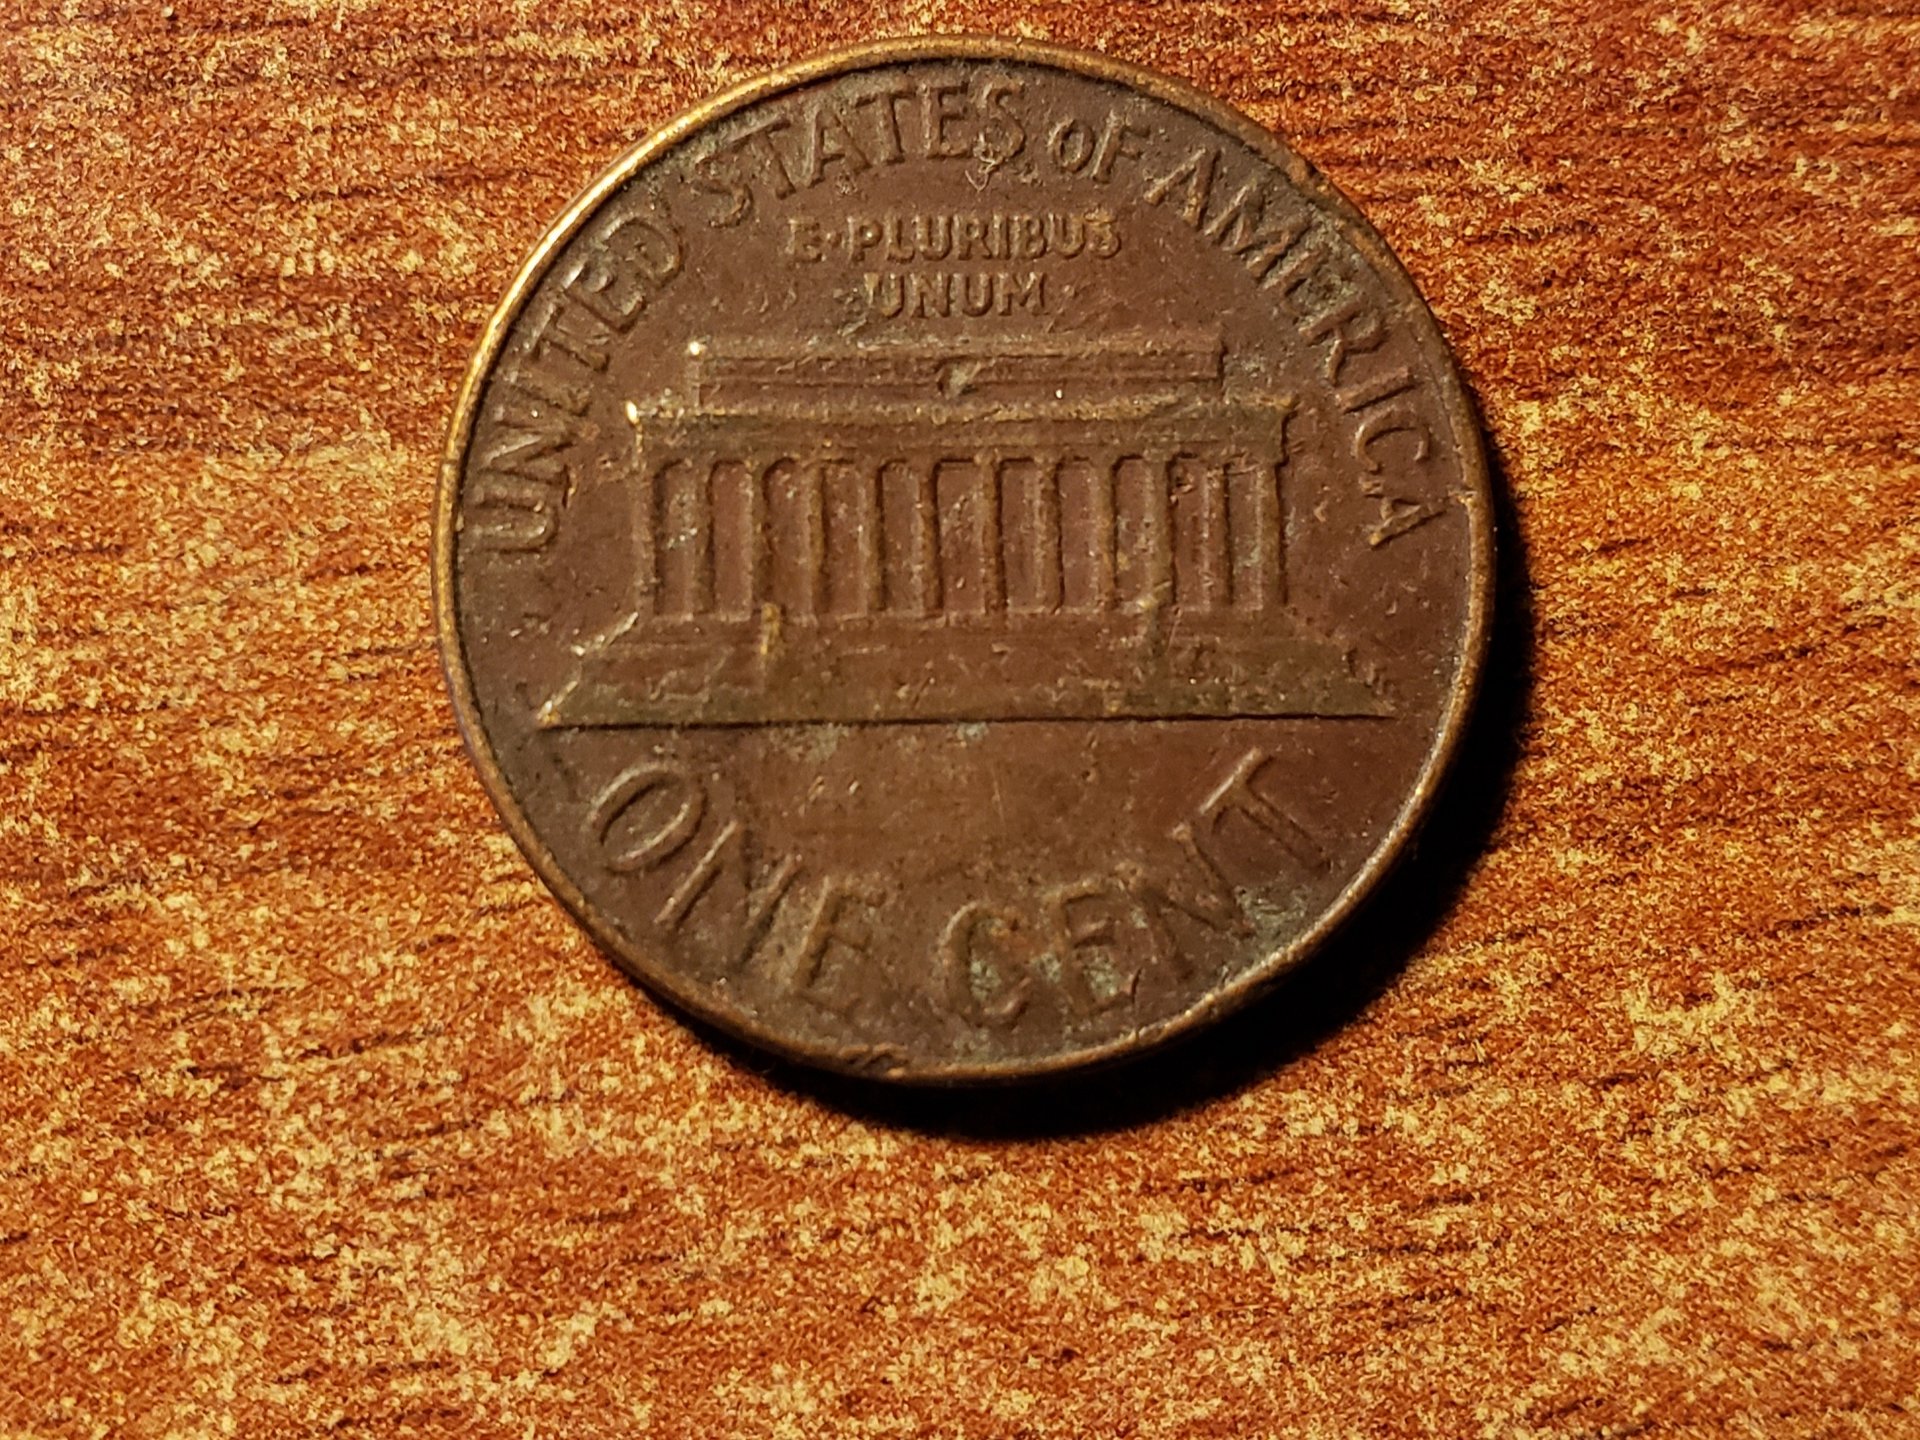 UNITED STATES OF AMERICA
E·PLURIBUS
UNUM
ONE CENT